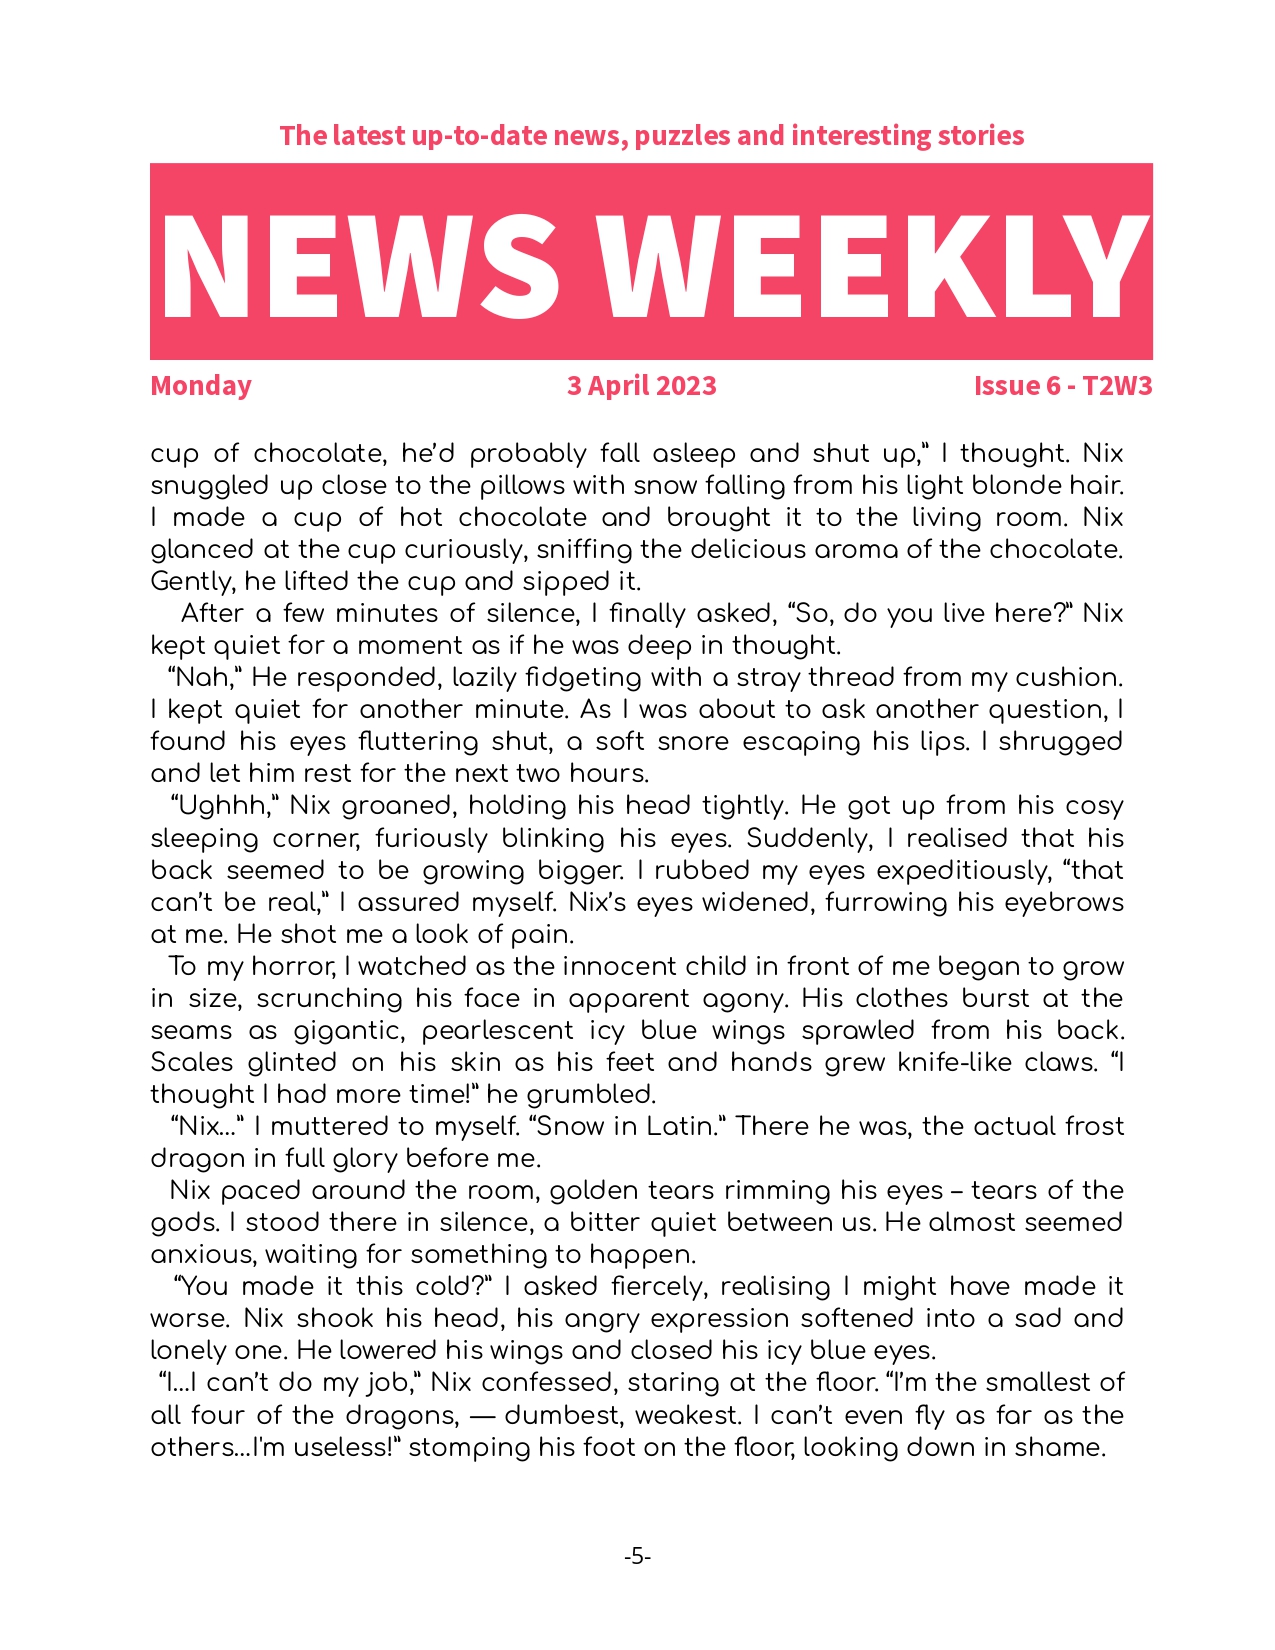 The latest up-to-date news, puzzles and interesting stories
NEWS WEEKLY
Monday 3 April 2023 Issue 6 - T2W3
cup of chocolate, he’d probably fall asleep and shut up,” I thought. Nix
snuggled up close to the pillows with snow falling from his light blonde hair.
I made a cup of hot chocolate and brought it to the living room. Nix
glanced at the cup curiously, sniffing the delicious aroma of the chocolate.
Gently, he lifted the cup and sipped it.
After a few minutes of silence, I finally asked, “So, do you live here?” Nix
kept quiet for a moment as if he was deep in thought.
“Nah,” He responded, lazily fidgeting with a stray thread from my cushion.
I kept quiet for another minute. As I was about to ask another question, I
found his eyes fluttering shut, a soft snore escaping his lips. I shrugged
and let him rest for the next two hours.
“Ughhh,” Nix groaned, holding his head tightly. He got up from his cosy
sleeping corner, furiously blinking his eyes. Suddenly, I realised that his
back seemed to be growing bigger. I rubbed my eyes expeditiously, “that
can’t be real,” I assured myself. Nix’s eyes widened, furrowing his eyebrows
at me. He shot me a look of pain.
To my horror, I watched as the innocent child in front of me began to grow
in size, scrunching his face in apparent agony. His clothes burst at the
seams as gigantic, pearlescent icy blue wings sprawled from his back.
Scales glinted on his skin as his feet and hands grew knife-like claws. “I
thought I had more time!” he grumbled.
“Nix...” I muttered to myself. “Snow in Latin.” There he was, the actual frost
dragon in full glory before me.
Nix paced around the room, golden tears rimming his eyes – tears of the
gods. I stood there in silence, a bitter quiet between us. He almost seemed
anxious, waiting for something to happen.
“You made it this cold?” I asked fiercely, realising I might have made it
worse. Nix shook his head, his angry expression softened into a sad and
lonely one. He lowered his wings and closed his icy blue eyes.
“I...I can’t do my job,” Nix confessed, staring at the floor. “I’m the smallest of
all four of the dragons, — dumbest, weakest. I can’t even fly as far as the
others...I'm useless!” stomping his foot on the floor, looking down in shame.
-5-